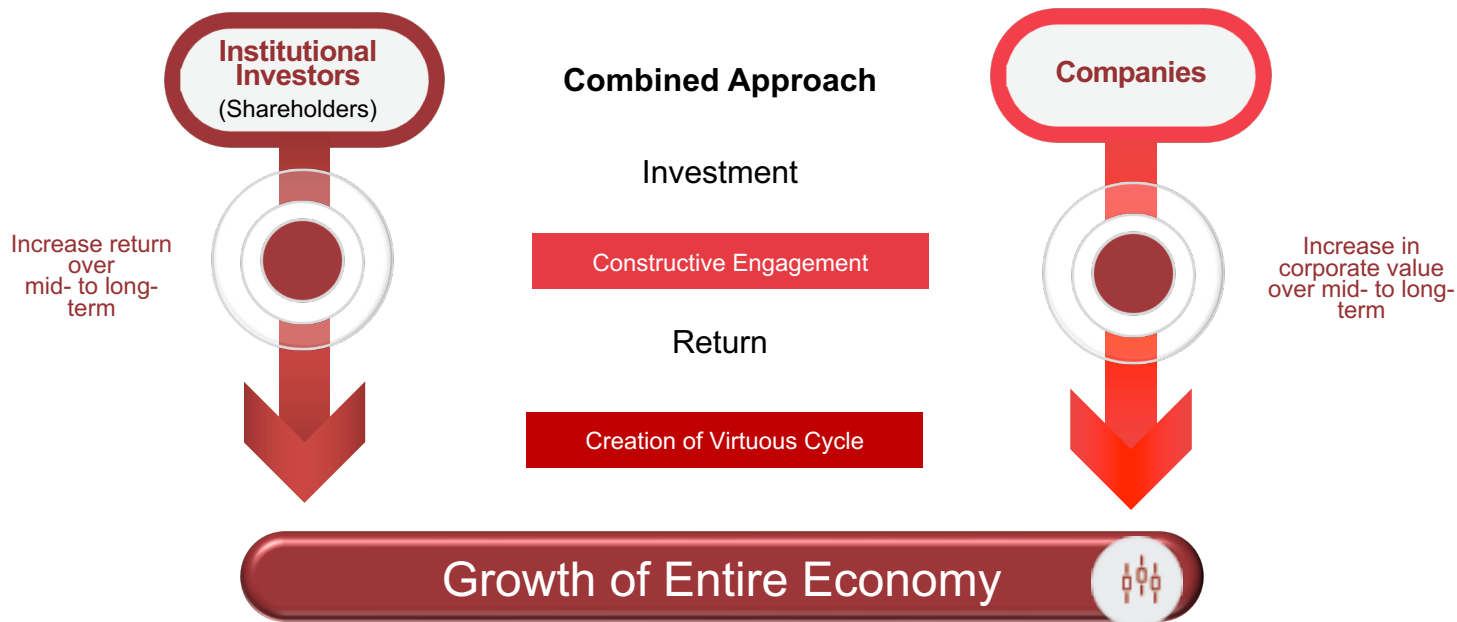 Institutional
Investors
(Shareholders)
Combined Approach
Companies
Investment
Increase return
over
mid- to long-
term
Constructive Engagement
Increase in
corporate value
over mid- to long-
term
Return
Creation of Virtuous Cycle
Growth of Entire Economy